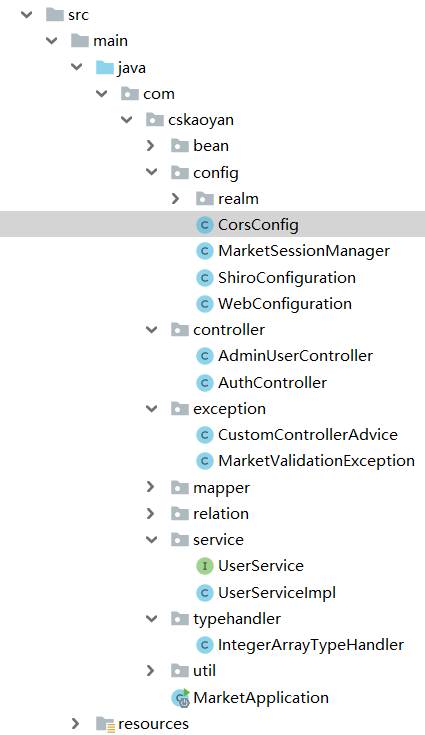 src
main
java
com
cskaoyan
bean
config
realm
CorsConfig
MarketSessionManager
ShiroConfiguration
WebConfiguration
controller
AdminUserController
AuthController
exception
CustomControllerAdvice
MarketValidationException
mapper
relation
service
UserService
UserServiceImpl
typehandler
IntegerArrayTypeHandler
util
MarketApplication
resources